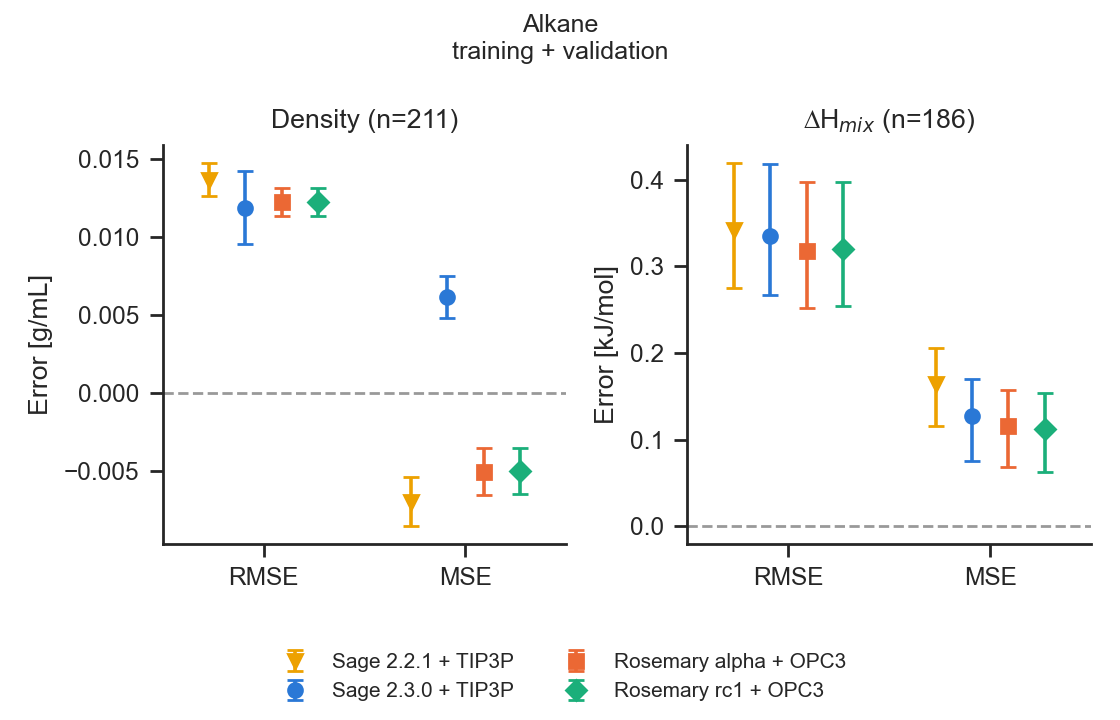 Alkane
training + validation
Density (n=211)
ΔH_mix (n=186)
Error [g/mL]
0.015
0.010
0.005
0.000
−0.005
RMSE
MSE
Error [kJ/mol]
0.4
0.3
0.2
0.1
0.0
RMSE
MSE
Sage 2.2.1 + TIP3P
Sage 2.3.0 + TIP3P
Rosemary alpha + OPC3
Rosemary rc1 + OPC3